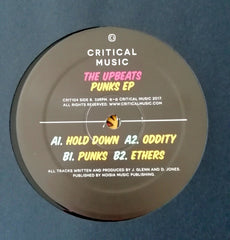 CRITICAL
MUSIC
THE UPBEATS
PUNKS EP
CRIT104 SIDE B. 33RPM. ℗ © CRITICAL MUSIC 2017
ALL RIGHTS RESERVED. WWW.CRITICALMUSIC.COM
A1. HOLD DOWN A2. ODDITY
B1. PUNKS B2. ETHERS
ALL TRACKS WRITTEN AND PRODUCED BY J. GLENN AND D. JONES.
PUBLISHED BY NOISIA MUSIC PUBLISHING.